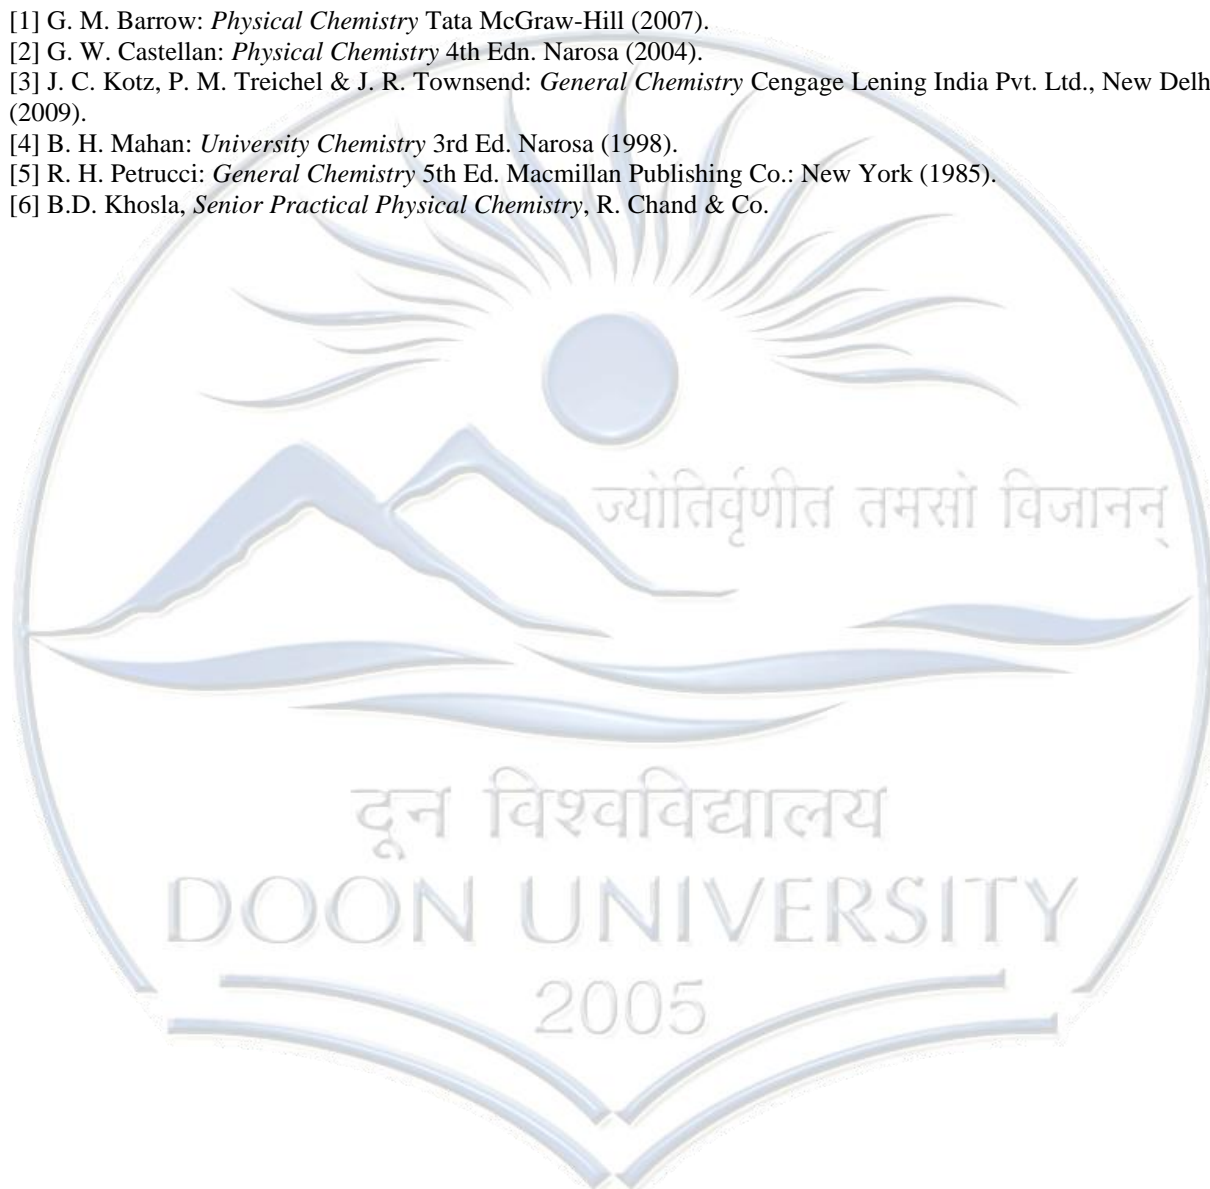 [1] G. M. Barrow: Physical Chemistry Tata McGraw-Hill (2007).
[2] G. W. Castellan: Physical Chemistry 4th Edn. Narosa (2004).
[3] J. C. Kotz, P. M. Treichel & J. R. Townsend: General Chemistry Cengage Lening India Pvt. Ltd., New Delh
(2009).
[4] B. H. Mahan: University Chemistry 3rd Ed. Narosa (1998).
[5] R. H. Petrucci: General Chemistry 5th Ed. Macmillan Publishing Co.: New York (1985).
[6] B.D. Khosla, Senior Practical Physical Chemistry, R. Chand & Co.
ज्योतिर्वृणीत तमसो विजानन्
दून विश्वविद्यालय
DOON UNIVERSITY
2005